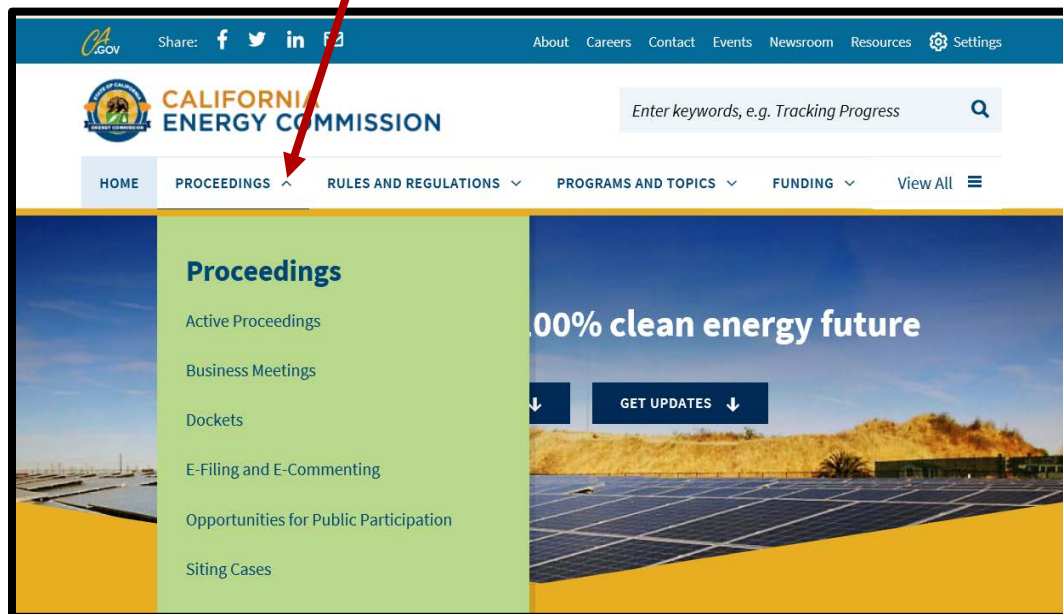 CA
.GOV
Share:
About Careers Contact Events Newsroom Resources Settings
CALIFORNIA
ENERGY COMMISSION
Enter keywords, e.g. Tracking Progress
HOME PROCEEDINGS RULES AND REGULATIONS PROGRAMS AND TOPICS FUNDING View All
Proceedings
Active Proceedings
Business Meetings
Dockets
E-Filing and E-Commenting
Opportunities for Public Participation
Siting Cases
00% clean energy future
GET UPDATES